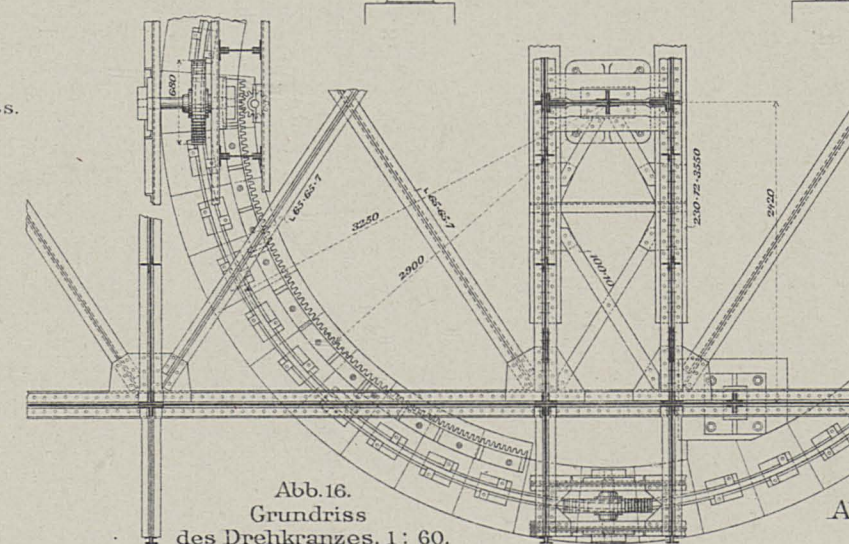 s.
680
∟65·65·7
∟65·65·7
3250
2900
230·12·3550
2420
100·10
Abb.16.
Grundriss
des Drehkranzes. 1 : 60.
A